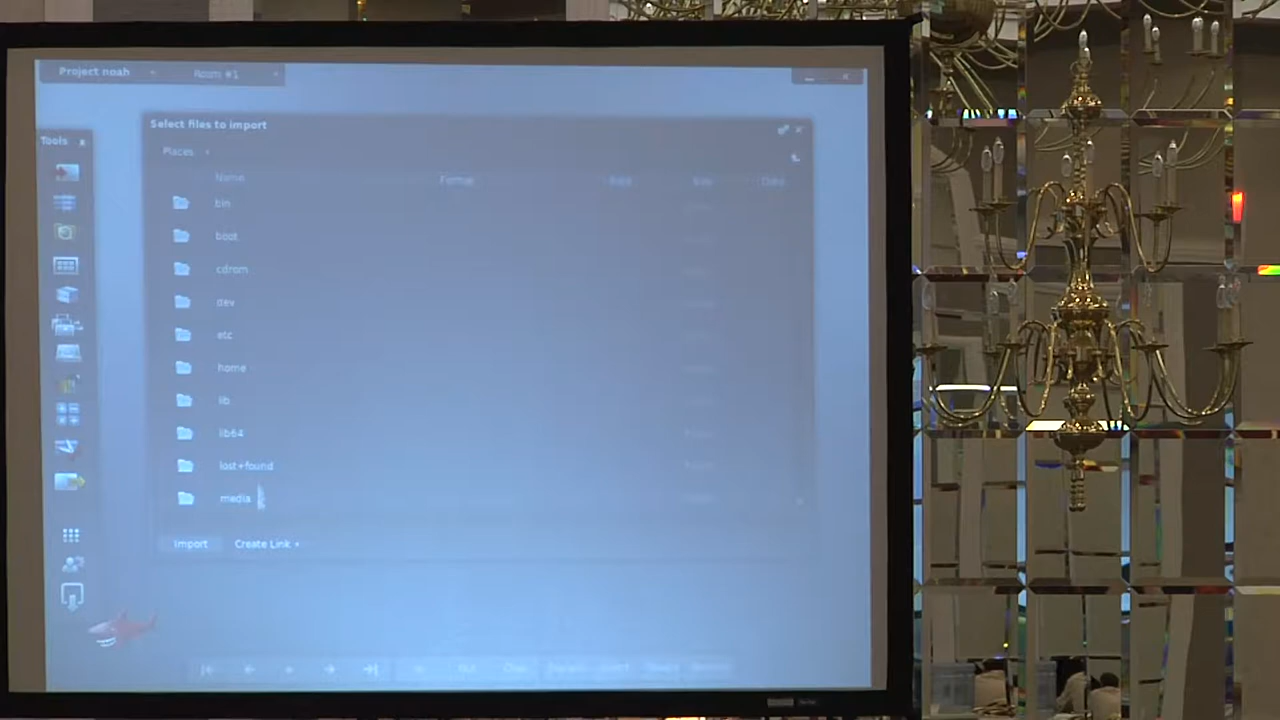 Project noah
Room #1
Select files to import
Tools x
Places
Name
Format
Date
bin
boot
cdrom
dev
etc
home
lib
lib64
lost+found
media
Import Create Link